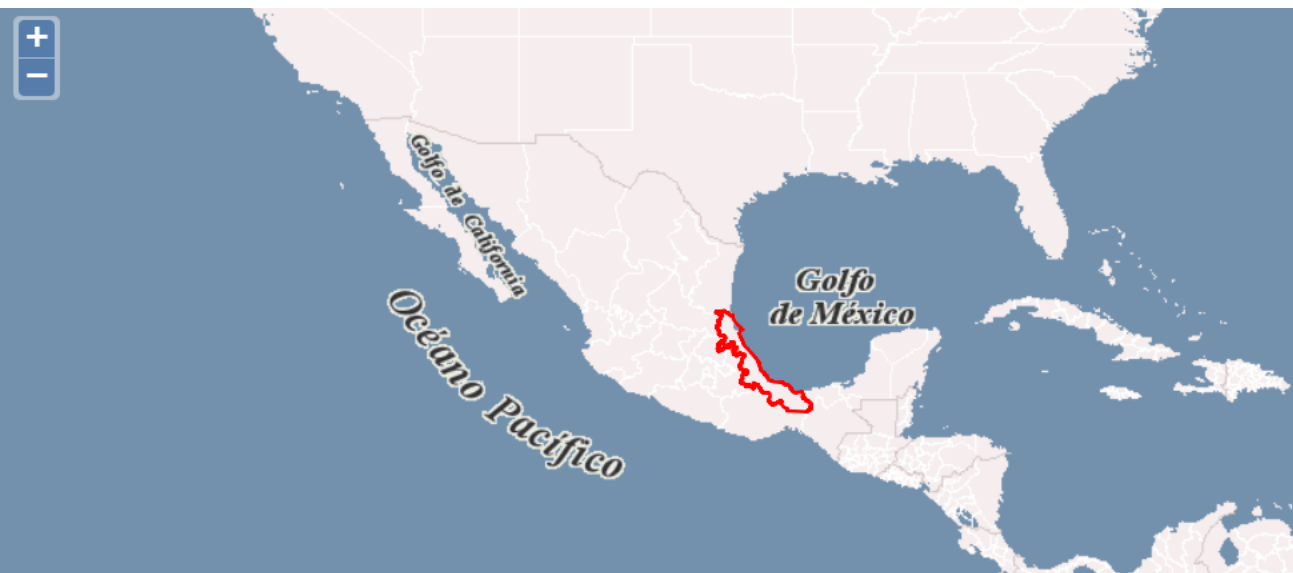 +
−
Golfo de California
Golfo
de México
Océano Pacífico